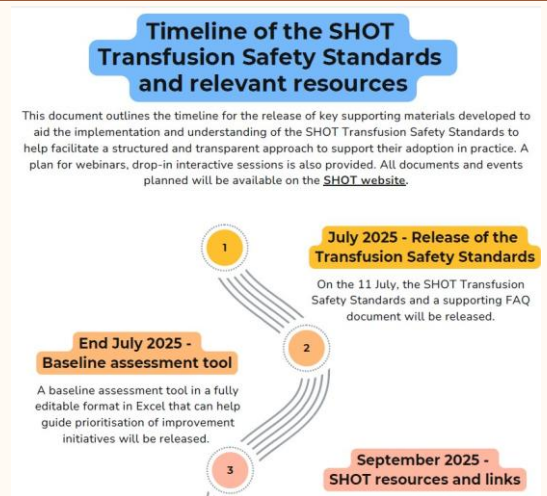 Timeline of the SHOT
Transfusion Safety Standards
and relevant resources
This document outlines the timeline for the release of key supporting materials developed to
aid the implementation and understanding of the SHOT Transfusion Safety Standards to
help facilitate a structured and transparent approach to support their adoption in practice. A
plan for webinars, drop-in interactive sessions is also provided. All documents and events
planned will be available on the SHOT website.
1
July 2025 - Release of the
Transfusion Safety Standards
On the 11 July, the SHOT Transfusion
Safety Standards and a supporting FAQ
document will be released.
2
End July 2025 -
Baseline assessment tool
A baseline assessment tool in a fully
editable format in Excel that can help
guide prioritisation of improvement
initiatives will be released.
3
September 2025 -
SHOT resources and links